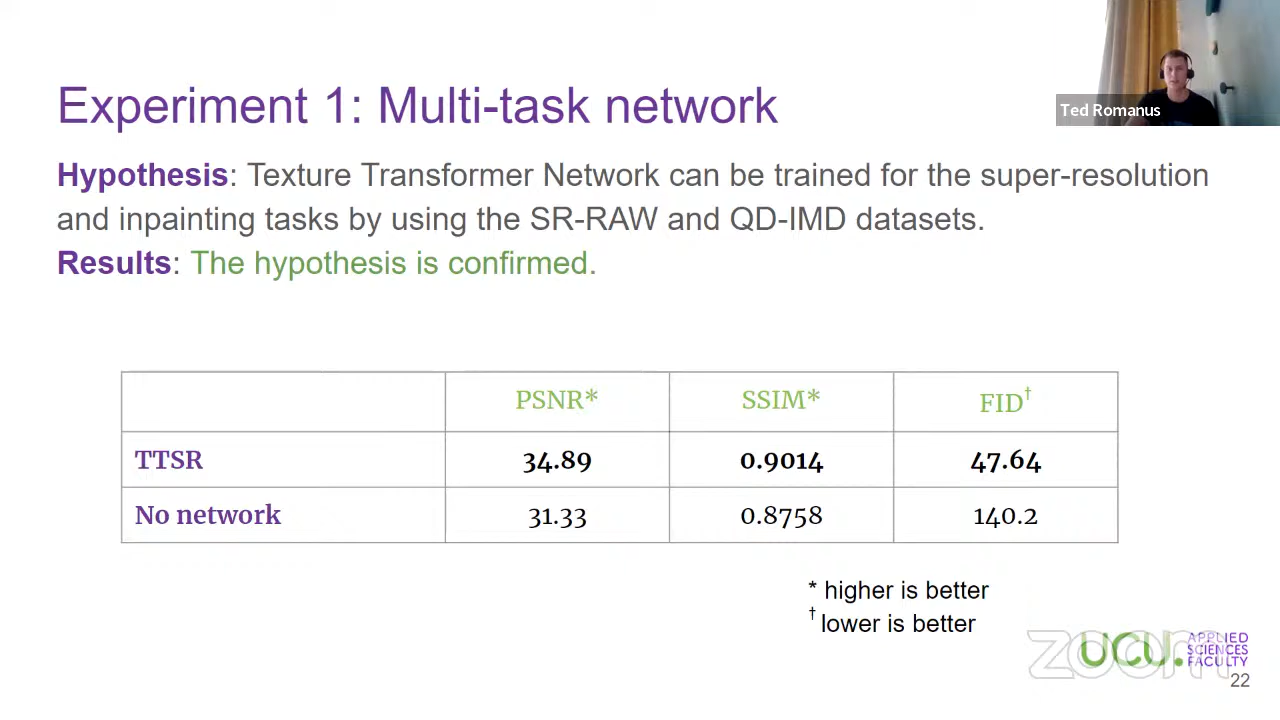 Ted Romanus
Experiment 1: Multi-task network
Hypothesis: Texture Transformer Network can be trained for the super-resolution
and inpainting tasks by using the SR-RAW and QD-IMD datasets.
Results: The hypothesis is confirmed.
PSNR* SSIM* FID†
TTSR 34.89 0.9014 47.64
No network 31.33 0.8758 140.2
* higher is better
† lower is better
zoom
UCU. APPLIED
SCIENCES
FACULTY
22